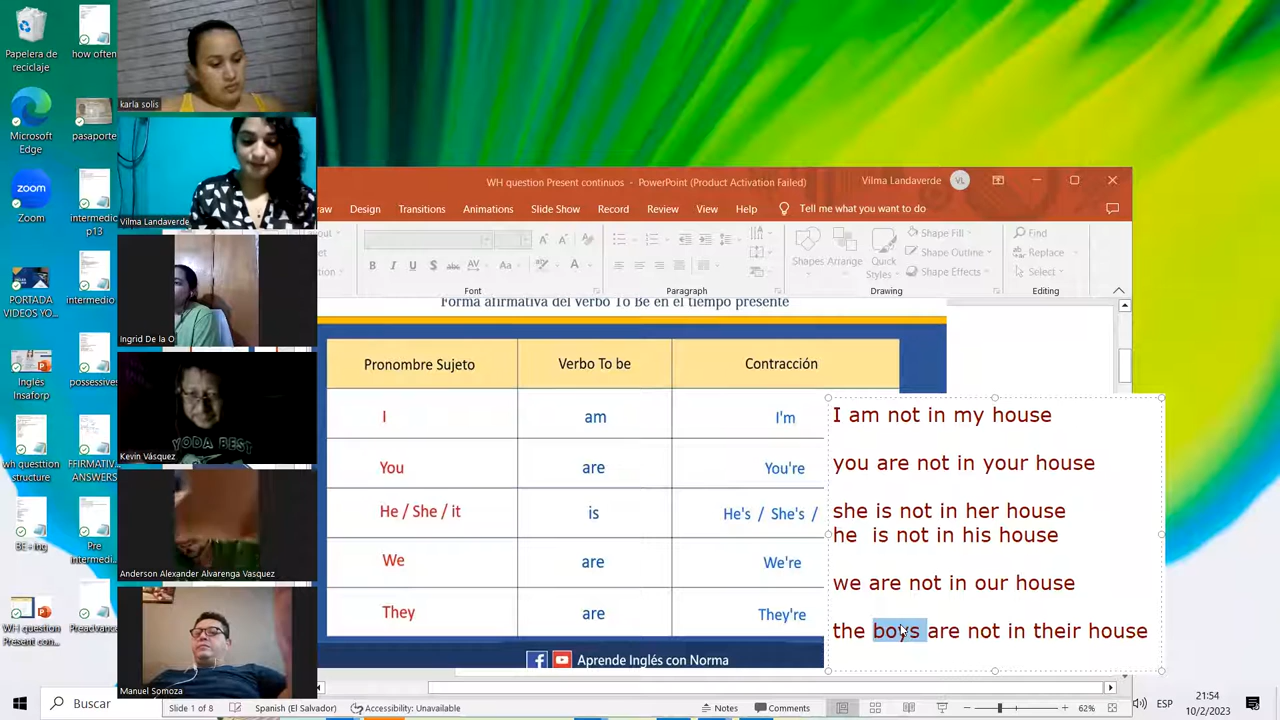 Papelera de reciclaje
how often
Microsoft Edge
pasaporte
Zoom
intermedio p13
PORTADA VIDEOS YO...
intermedio
Inglés Insaforp
possessives
wh question structure
FFIRMATIV...
BE + ing
Pre intermedi...
WH question Present con...
Preadvance
karla solis
Vilma Landaverde
Ingrid De la O
Kevin Vásquez
Anderson Alexander Alvarenga Vasquez
Manuel Somoza
YODA BEST
WH question Present continuos - PowerPoint (Product Activation Failed)
Vilma Landaverde VL
raw Design Transitions Animations Slide Show Record Review View Help Tell me what you want to do
Shapes Arrange Quick Styles
Shape Fill
Shape Outline
Shape Effects
Find
Replace
Select
Font Paragraph Drawing Editing
Forma afirmativa del verbo To Be en el tiempo presente
Pronombre Sujeto Verbo To be Contracción
I am I'm
You are You're
He / She / it is He's / She's /
We are We're
They are They're
Aprende Inglés con Norma
I am not in my house
you are not in your house
she is not in her house
he is not in his house
we are not in our house
the boys are not in their house
Slide 1 of 8 Spanish (El Salvador) Accessibility: Unavailable Notes Comments 62%
Buscar
ESP
21:54
10/2/2023